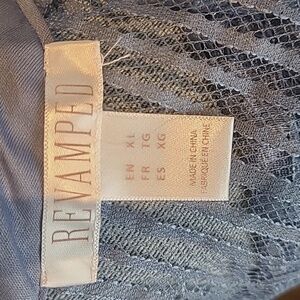 REVAMPED
EN XL
FR TG
ES XG
MADE IN CHINA
FABRIQUÉ EN CHINE